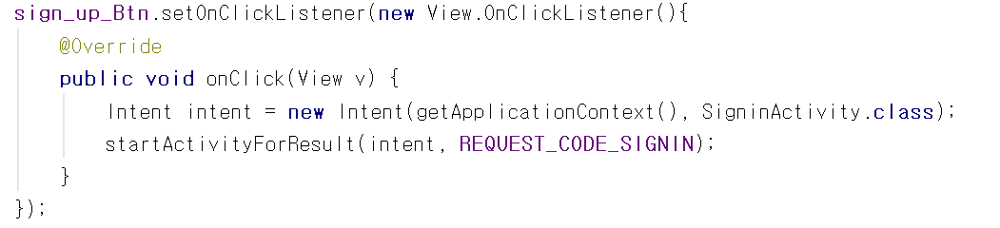 sign_up_Btn.setOnClickListener(new View.OnClickListener(){
    @Override
    public void onClick(View v) {
        Intent intent = new Intent(getApplicationContext(), SigninActivity.class);
        startActivityForResult(intent, REQUEST_CODE_SIGNIN);
    }
});